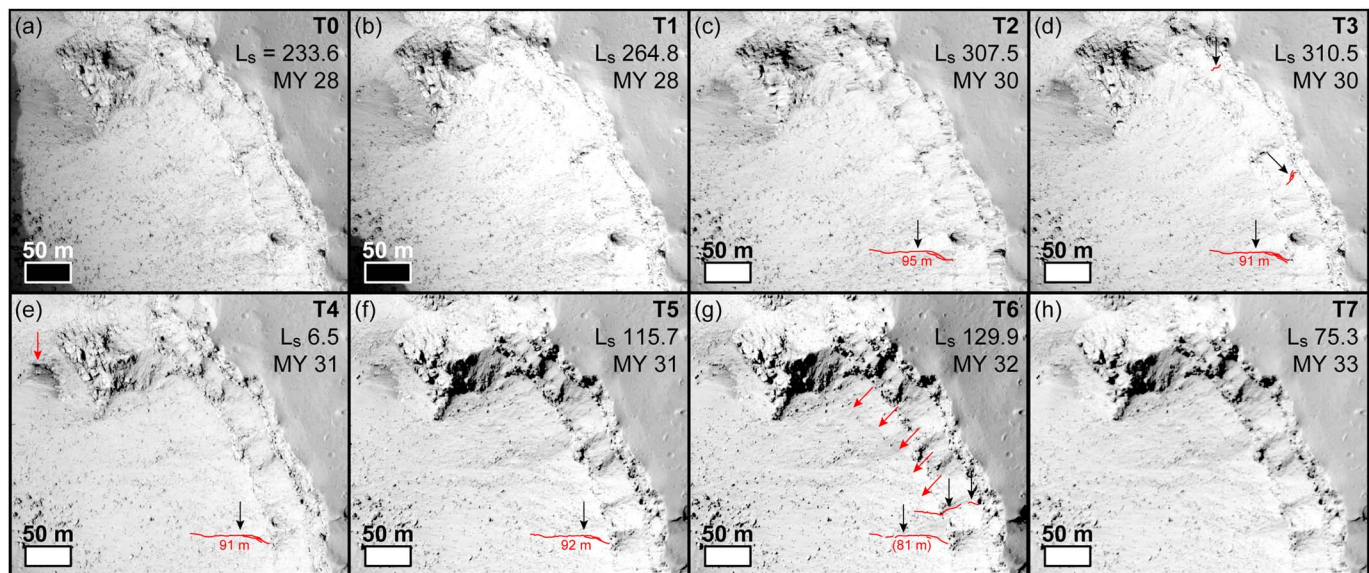 (a)
T0
Ls = 233.6
MY 28
50 m
(b)
T1
Ls 264.8
MY 28
50 m
(c)
T2
Ls 307.5
MY 30
50 m
95 m
(d)
T3
Ls 310.5
MY 30
50 m
91 m
(e)
T4
Ls 6.5
MY 31
50 m
91 m
(f)
T5
Ls 115.7
MY 31
50 m
92 m
(g)
T6
Ls 129.9
MY 32
50 m
(81 m)
(h)
T7
Ls 75.3
MY 33
50 m